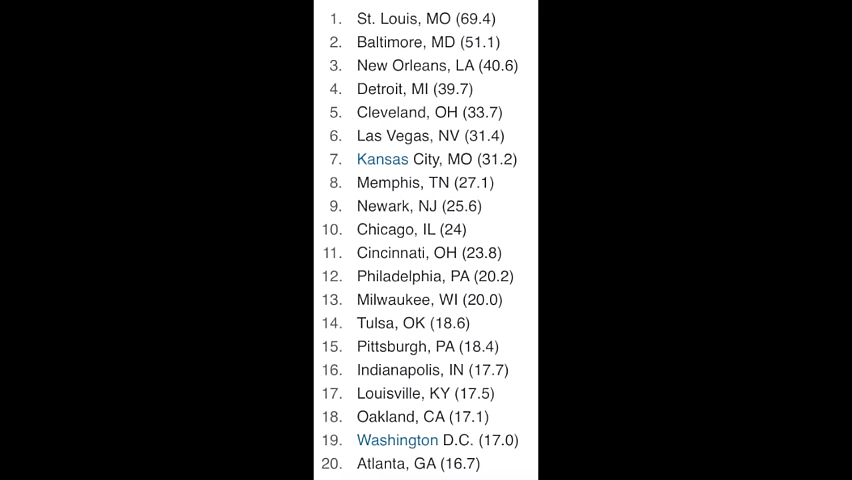 1. St. Louis, MO (69.4)
2. Baltimore, MD (51.1)
3. New Orleans, LA (40.6)
4. Detroit, MI (39.7)
5. Cleveland, OH (33.7)
6. Las Vegas, NV (31.4)
7. Kansas City, MO (31.2)
8. Memphis, TN (27.1)
9. Newark, NJ (25.6)
10. Chicago, IL (24)
11. Cincinnati, OH (23.8)
12. Philadelphia, PA (20.2)
13. Milwaukee, WI (20.0)
14. Tulsa, OK (18.6)
15. Pittsburgh, PA (18.4)
16. Indianapolis, IN (17.7)
17. Louisville, KY (17.5)
18. Oakland, CA (17.1)
19. Washington D.C. (17.0)
20. Atlanta, GA (16.7)